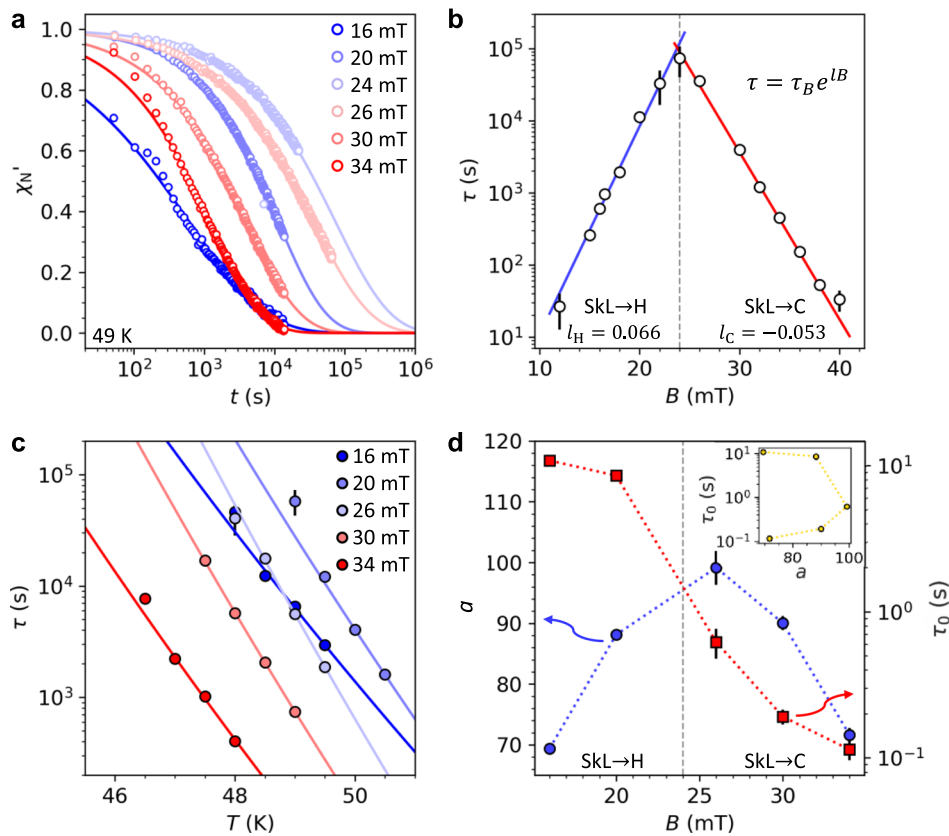 a
1.0
0.8
0.6
0.4
0.2
0.0
χN'
16 mT
20 mT
24 mT
26 mT
30 mT
34 mT
49 K
10² 10³ 10⁴ 10⁵ 10⁶
t (s)
b
10⁵
10⁴
10³
10²
10¹
τ (s)
τ = τ_B e^{lB}
SkL→H
l_H = 0.066
SkL→C
l_C = −0.053
10 20 30 40
B (mT)
c
10⁵
10⁴
10³
τ (s)
16 mT
20 mT
26 mT
30 mT
34 mT
46 48 50
T (K)
d
120
110
100
90
80
70
a
10¹
10⁰
10⁻¹
τ₀ (s)
10¹
10⁰
10⁻¹
τ₀ (s)
80 100
a
SkL→H
SkL→C
20 30
B (mT)